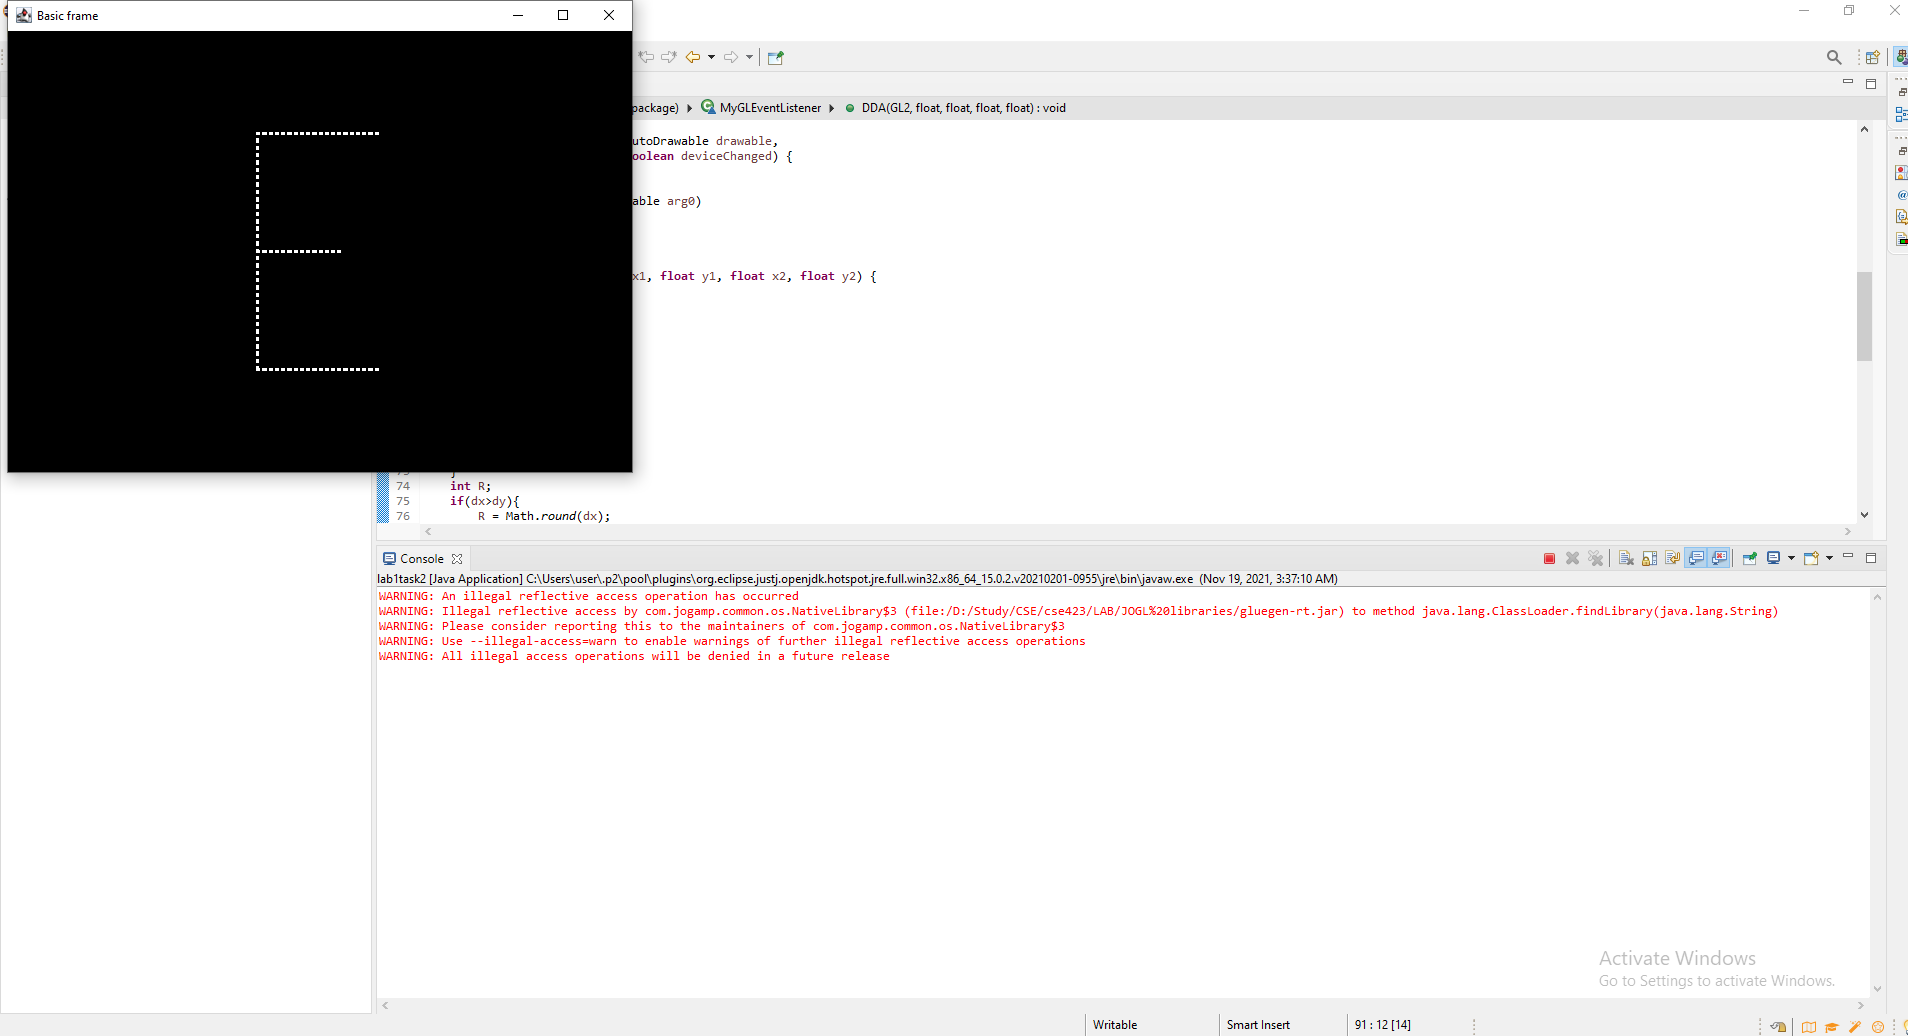 Basic frame
package) MyGLEventListener DDA(GL2, float, float, float, float) : void
utoDrawable drawable,
oolean deviceChanged) {
able arg0)
x1, float y1, float x2, float y2) {
}
74 int R;
75 if(dx>dy){
76 R = Math.round(dx);
E
Console
lab1task2 [Java Application] C:\Users\user\.p2\pool\plugins\org.eclipse.justj.openjdk.hotspot.jre.full.win32.x86_64_15.0.2.v20210201-0955\jre\bin\javaw.exe (Nov 19, 2021, 3:37:10 AM)
WARNING: An illegal reflective access operation has occurred
WARNING: Illegal reflective access by com.jogamp.common.os.NativeLibrary$3 (file:/D:/Study/CSE/cse423/LAB/JOGL%20libraries/gluegen-rt.jar) to method java.lang.ClassLoader.findLibrary(java.lang.String)
WARNING: Please consider reporting this to the maintainers of com.jogamp.common.os.NativeLibrary$3
WARNING: Use --illegal-access=warn to enable warnings of further illegal reflective access operations
WARNING: All illegal access operations will be denied in a future release
Activate Windows
Go to Settings to activate Windows.
Writable Smart Insert 91 : 12 [14]